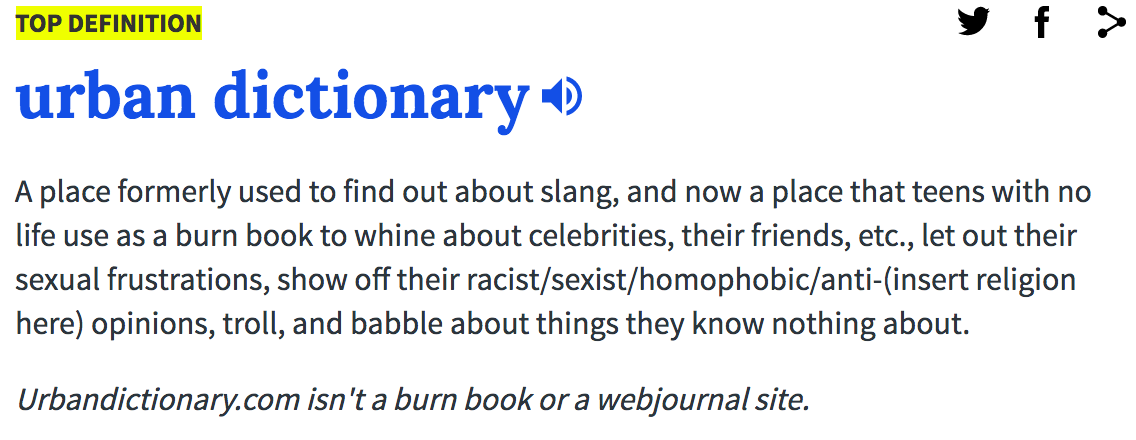 TOP DEFINITION
urban dictionary
A place formerly used to find out about slang, and now a place that teens with no
life use as a burn book to whine about celebrities, their friends, etc., let out their
sexual frustrations, show off their racist/sexist/homophobic/anti-(insert religion
here) opinions, troll, and babble about things they know nothing about.
Urbandictionary.com isn't a burn book or a webjournal site.